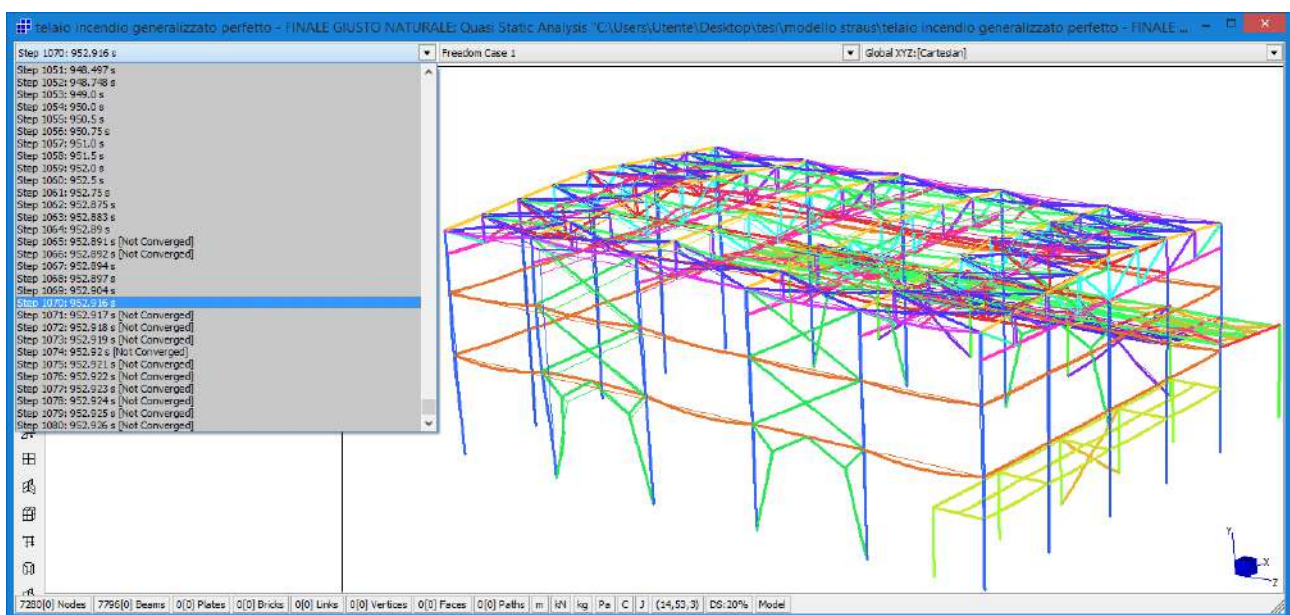 telaio incendio generalizzato perfetto - FINALE GIUSTO NATURALE: Quasi Static Analysis "C:\Users\Utente\Desktop\tesi\modello straus\telaio incendio generalizzato perfetto - FINALE ...
Step 1070: 952.916 s
Freedom Case 1
Global XYZ:[Cartesian]
Step 1051: 948.497 s
Step 1052: 948.748 s
Step 1053: 949.0 s
Step 1054: 950.0 s
Step 1055: 950.5 s
Step 1056: 950.75 s
Step 1057: 951.0 s
Step 1058: 951.5 s
Step 1059: 952.0 s
Step 1060: 952.5 s
Step 1061: 952.75 s
Step 1062: 952.875 s
Step 1063: 952.883 s
Step 1064: 952.89 s
Step 1065: 952.891 s [Not Converged]
Step 1066: 952.892 s [Not Converged]
Step 1067: 952.894 s
Step 1068: 952.897 s
Step 1069: 952.904 s
Step 1070: 952.916 s
Step 1071: 952.917 s [Not Converged]
Step 1072: 952.918 s [Not Converged]
Step 1073: 952.919 s [Not Converged]
Step 1074: 952.92 s [Not Converged]
Step 1075: 952.921 s [Not Converged]
Step 1076: 952.922 s [Not Converged]
Step 1077: 952.923 s [Not Converged]
Step 1078: 952.924 s [Not Converged]
Step 1079: 952.925 s [Not Converged]
Step 1080: 952.926 s [Not Converged]
Y
X
Z
7280[0] Nodes 7796[0] Beams 0[0] Plates 0[0] Bricks 0[0] Links 0[0] Vertices 0[0] Faces 0[0] Paths m kN kg Pa C J (14,53,3) DS:20% Model